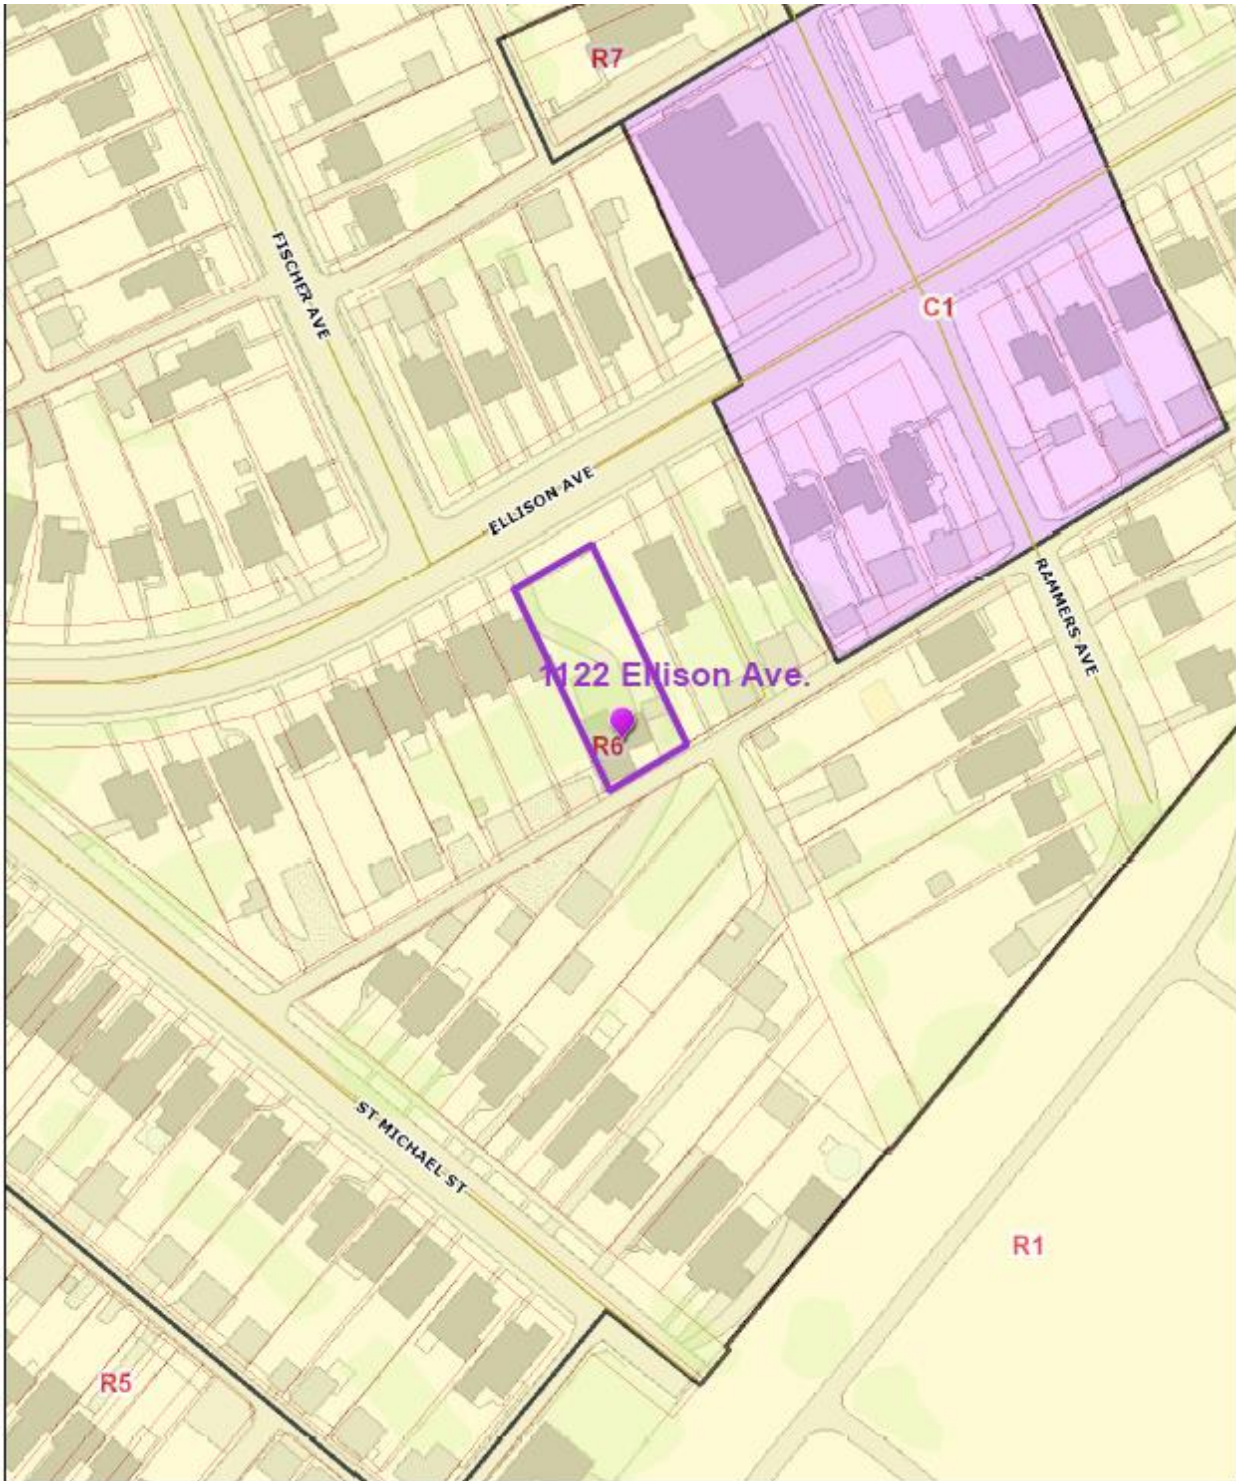 R7
FISCHER AVE
C1
ELLISON AVE
RAMMERS AVE
1122 Ellison Ave.
R6
ST MICHAEL ST
R1
R5